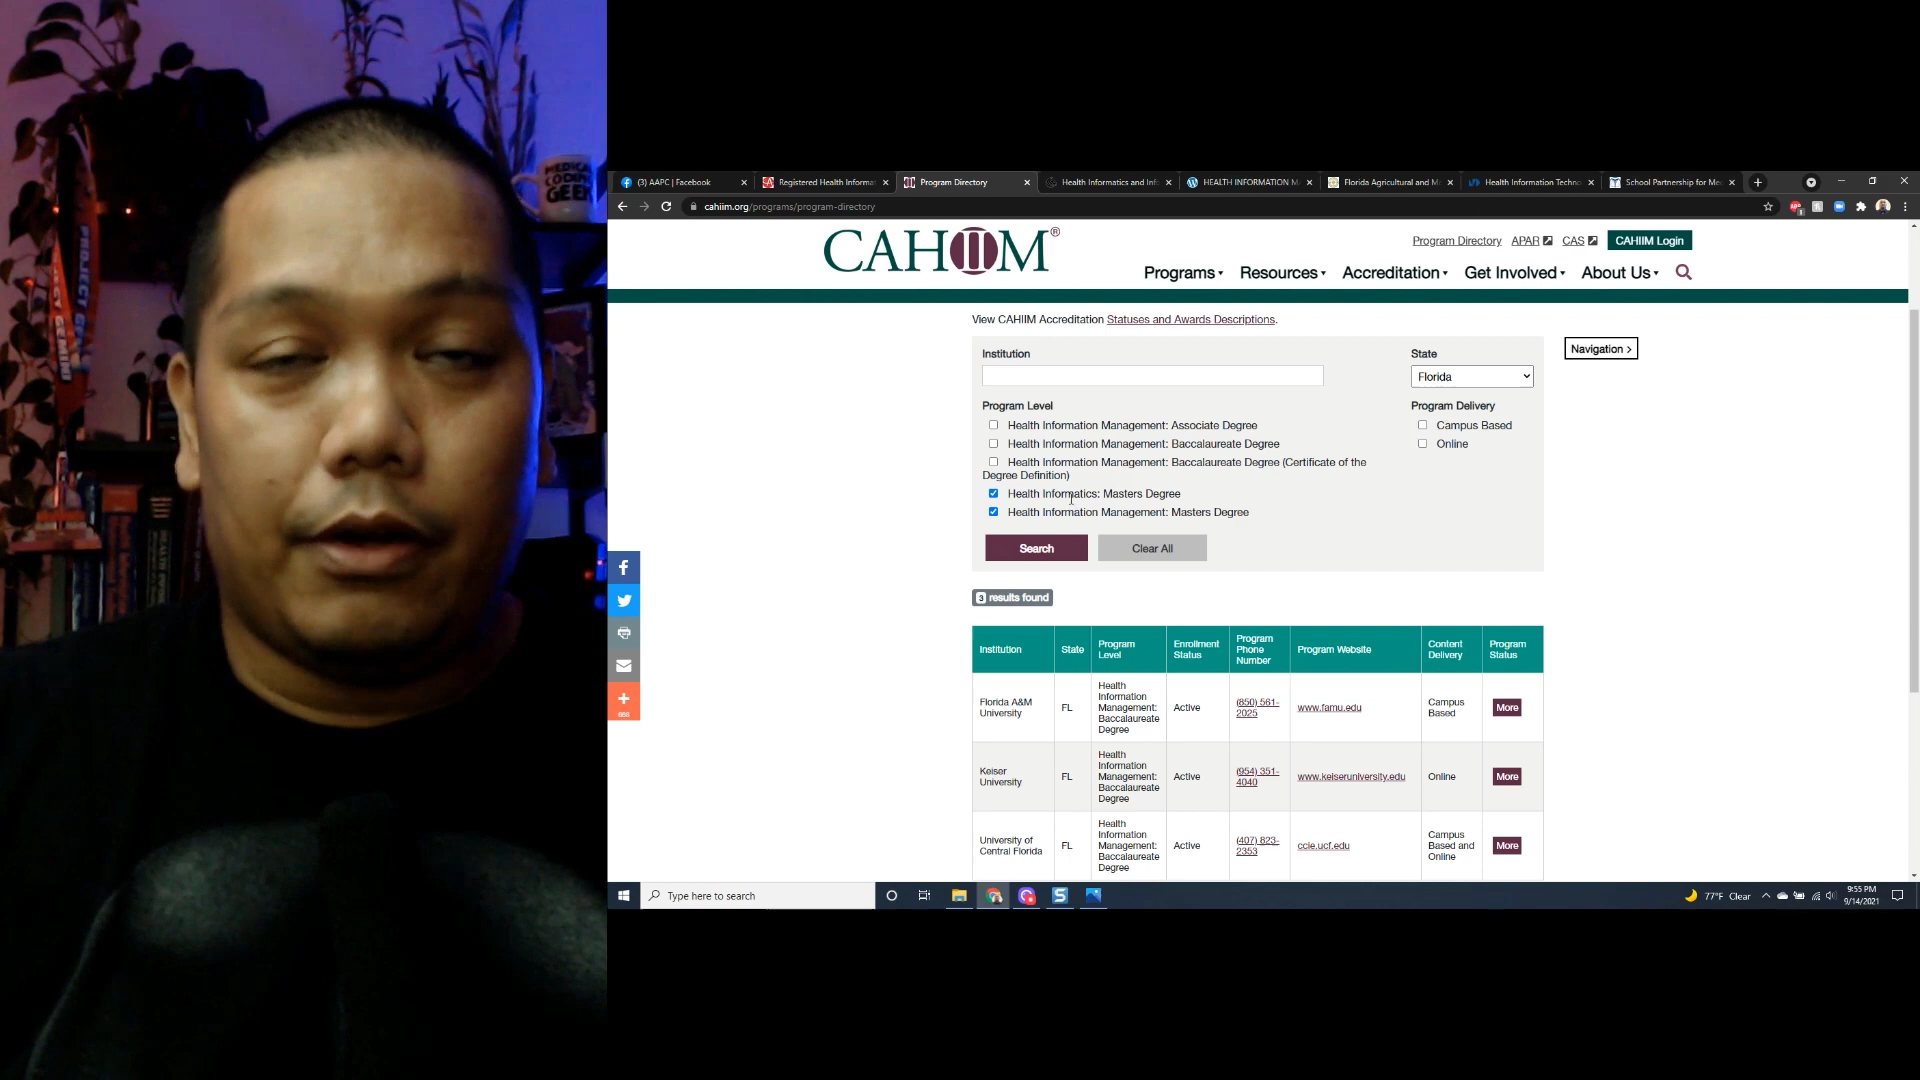 MEDICAL
CODING
GEEK
PROJECT GEMINI
(3) AAPC | Facebook
Registered Health Informat
Program Directory
Health Informatics and Info
HEALTH INFORMATION M
Florida Agricultural and M
Health Information Techno
School Partnership for Me
cahiim.org/programs/program-directory
CAHIIM®
Program Directory
APAR
CAS
CAHIIM Login
Programs
Resources
Accreditation
Get Involved
About Us
View CAHIIM Accreditation Statuses and Awards Descriptions.
Institution
State
Florida
Navigation >
Program Level
Program Delivery
Health Information Management: Associate Degree
Campus Based
Health Information Management: Baccalaureate Degree
Online
Health Information Management: Baccalaureate Degree (Certificate of the
Degree Definition)
Health Informatics: Masters Degree
Health Information Management: Masters Degree
Search
Clear All
3 results found
Institution
State
Program
Level
Enrollment
Status
Program
Phone
Number
Program Website
Content
Delivery
Program
Status
Florida A&M
University
FL
Health
Information
Management:
Baccalaureate
Degree
Active
(850) 561-
2025
www.famu.edu
Campus
Based
More
Keiser
University
FL
Health
Information
Management:
Baccalaureate
Degree
Active
(954) 351-
4040
www.keiseruniversity.edu
Online
More
University of
Central Florida
FL
Health
Information
Management:
Baccalaureate
Degree
Active
(407) 823-
2353
ccie.ucf.edu
Campus
Based and
Online
More
Type here to search
77°F Clear
9:55 PM
9/14/2021